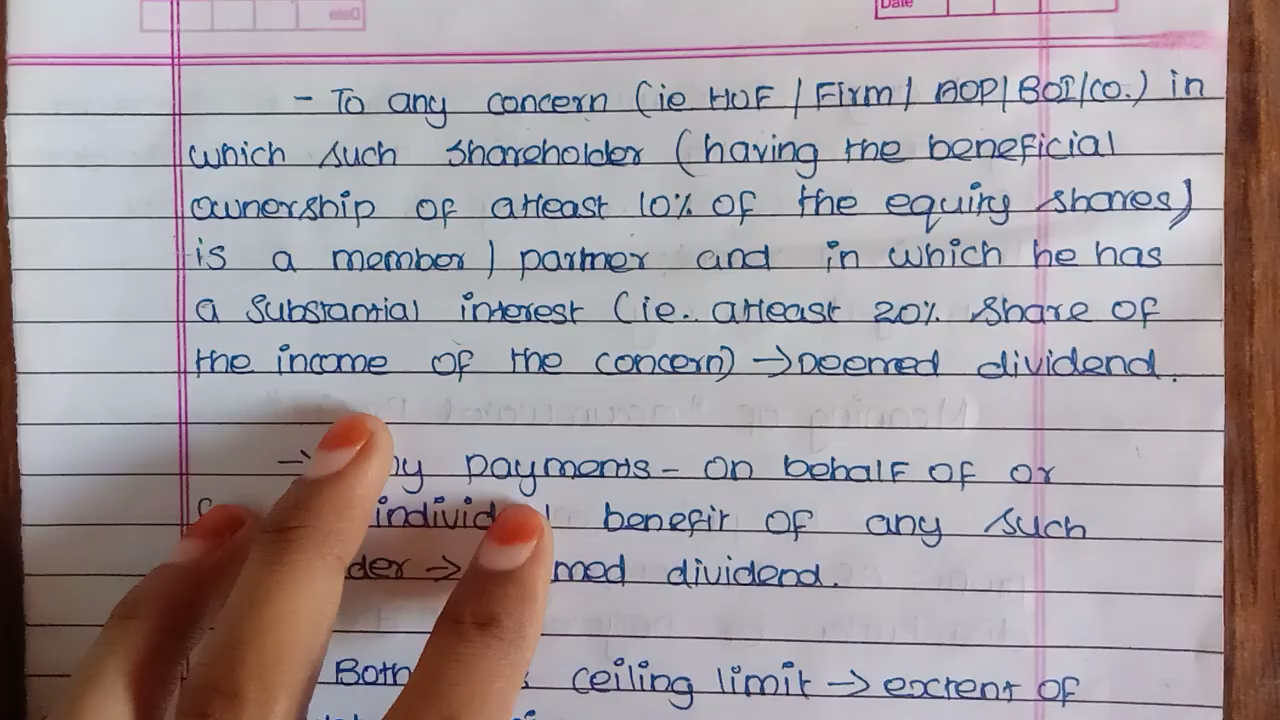 Date
- To any concern (ie HUF / Firm / AOP/BOI/co.) in
which such shareholder (having the beneficial
ownership of atleast 10% of the equity shares)
is a member / partner and in which he has
a substantial interest (ie. atleast 20% share of
the income of the concern) → Deemed dividend.
→ payments - on behalf of or
individual benefit of any such
→ dividend.
Both ceiling limit → extent of